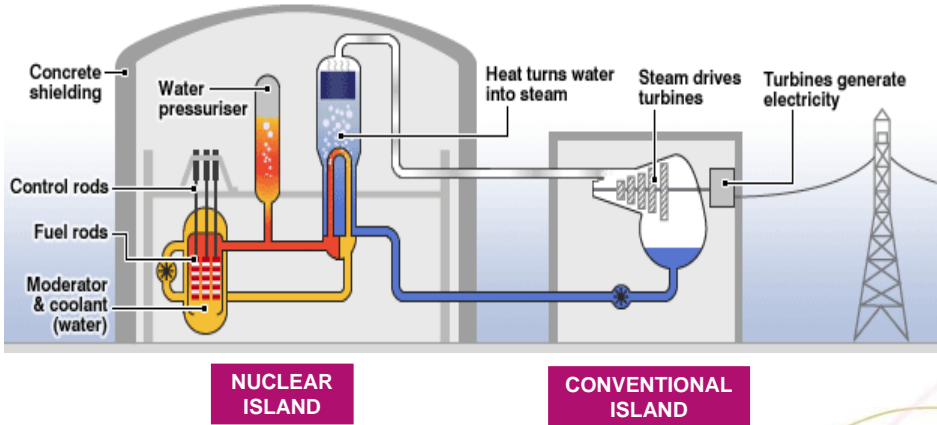 Concrete
shielding
Water
pressuriser
Heat turns water
into steam
Steam drives
turbines
Turbines generate
electricity
Control rods
Fuel rods
Moderator
& coolant
(water)
NUCLEAR
ISLAND
CONVENTIONAL
ISLAND